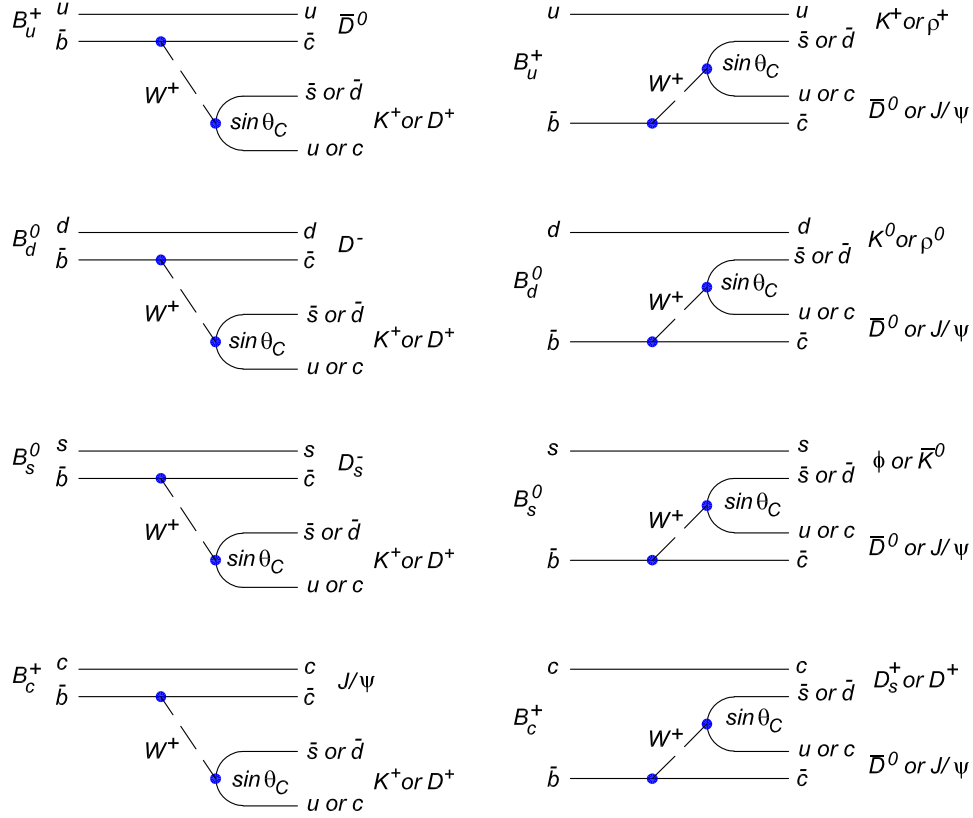 B_u^+ u u D̅^0
b̄ c̄
W^+
s̄ or d̄
sin θ_C K^+ or D^+
u or c
u u K^+ or ρ^+
s̄ or d̄
B_u^+ W^+ sin θ_C
u or c
b̄ c̄ D̅^0 or J/ψ
B_d^0 d d D^-
b̄ c̄
W^+
s̄ or d̄
sin θ_C K^+ or D^+
u or c
d d K^0 or ρ^0
s̄ or d̄
B_d^0 W^+ sin θ_C
u or c
b̄ c̄ D̅^0 or J/ψ
B_s^0 s s D_s^-
b̄ c̄
W^+
s̄ or d̄
sin θ_C K^+ or D^+
u or c
s s ϕ or K̅^0
s̄ or d̄
B_s^0 W^+ sin θ_C
u or c
b̄ c̄ D̅^0 or J/ψ
B_c^+ c c J/ψ
b̄ c̄
W^+
s̄ or d̄
sin θ_C K^+ or D^+
u or c
c c D_s^+ or D^+
s̄ or d̄
B_c^+ W^+ sin θ_C
u or c
b̄ c̄ D̅^0 or J/ψ